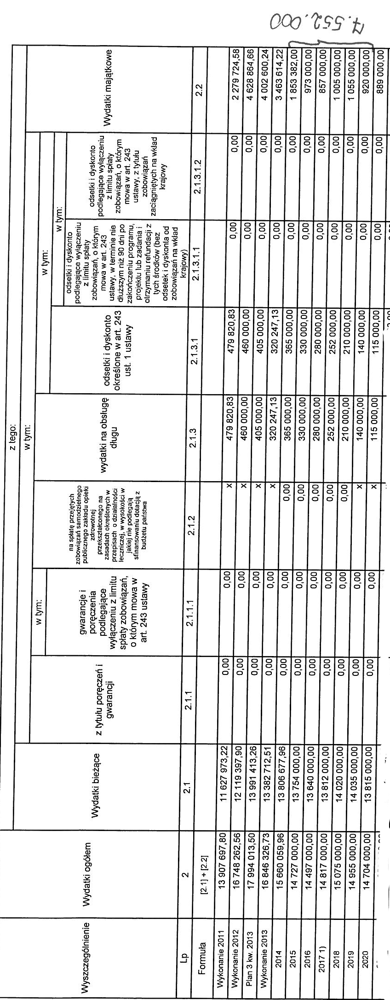 7.552.000
z tego:
w tym:
w tym:
w tym:
w tym:
Wyszczególnienie
Wydatki ogółem
Wydatki bieżące
z tytułu poręczeń i
gwarancji
gwarancje i
poręczenia
podlegające
wyłączeniu z limitu
spłaty zobowiązań,
o którym mowa w
art. 243 ustawy
na spłatę przejętych
zobowiązań samodzielnego
publicznego zakładu opieki
zdrowotnej
przekształconego na
zasadach określonych w
przepisach o działalności
leczniczej, w wysokości w
jakiej nie podlegają
sfinansowaniu dotacją z
budżetu państwa
wydatki na obsługę
długu
odsetki i dyskonto
określone w art. 243
ust. 1 ustawy
odsetki i dyskonto
podlegające wyłączeniu
z limitu spłaty
zobowiązań, o którym
mowa w art. 243
ustawy, w terminie nie
dłuższym niż 90 dni po
zakończeniu programu,
projektu lub zadania i
otrzymaniu refundacji z
tych środków (bez
odsetek i dyskonta od
zobowiązań na wkład
krajowy)
odsetki i dyskonto
podlegające wyłączeniu
z limitu spłaty
zobowiązań, o którym
mowa w art. 243
ustawy, z tytułu
zobowiązań
zaciągniętych na wkład
krajowy
Wydatki majątkowe
Lp 2 2.1 2.1.1 2.1.1.1 2.1.2 2.1.3 2.1.3.1 2.1.3.1.1 2.1.3.1.2 2.2
Formuła [2.1] + [2.2]
Wykonanie 2011 13 907 697,80 11 627 973,22 0,00 0,00 x 479 820,83 479 820,83 0,00 0,00 2 279 724,58
Wykonanie 2012 16 748 262,56 12 119 397,90 0,00 0,00 x 460 000,00 460 000,00 0,00 0,00 4 628 864,66
Plan 3 kw. 2013 17 994 013,50 13 991 413,26 0,00 0,00 x 405 000,00 405 000,00 0,00 0,00 4 002 600,24
Wykonanie 2013 16 846 326,73 13 382 712,51 0,00 0,00 x 320 247,13 320 247,13 0,00 0,00 3 463 614,22
2014 15 660 059,96 13 806 677,96 0,00 0,00 0,00 365 000,00 365 000,00 0,00 0,00 1 853 382,00
2015 14 727 000,00 13 754 000,00 0,00 0,00 0,00 330 000,00 330 000,00 0,00 0,00 973 000,00
2016 14 497 000,00 13 640 000,00 0,00 0,00 0,00 280 000,00 280 000,00 0,00 0,00 857 000,00
2017 1) 14 817 000,00 13 812 000,00 0,00 0,00 0,00 252 000,00 252 000,00 0,00 0,00 1 005 000,00
2018 15 075 000,00 14 020 000,00 0,00 0,00 0,00 210 000,00 210 000,00 0,00 0,00 1 055 000,00
2019 14 955 000,00 14 035 000,00 0,00 0,00 x 140 000,00 140 000,00 0,00 0,00 920 000,00
2020 14 704 000,00 13 815 000,00 0,00 0,00 x 115 000,00 115 000,00 0,00 0,00 889 000,00